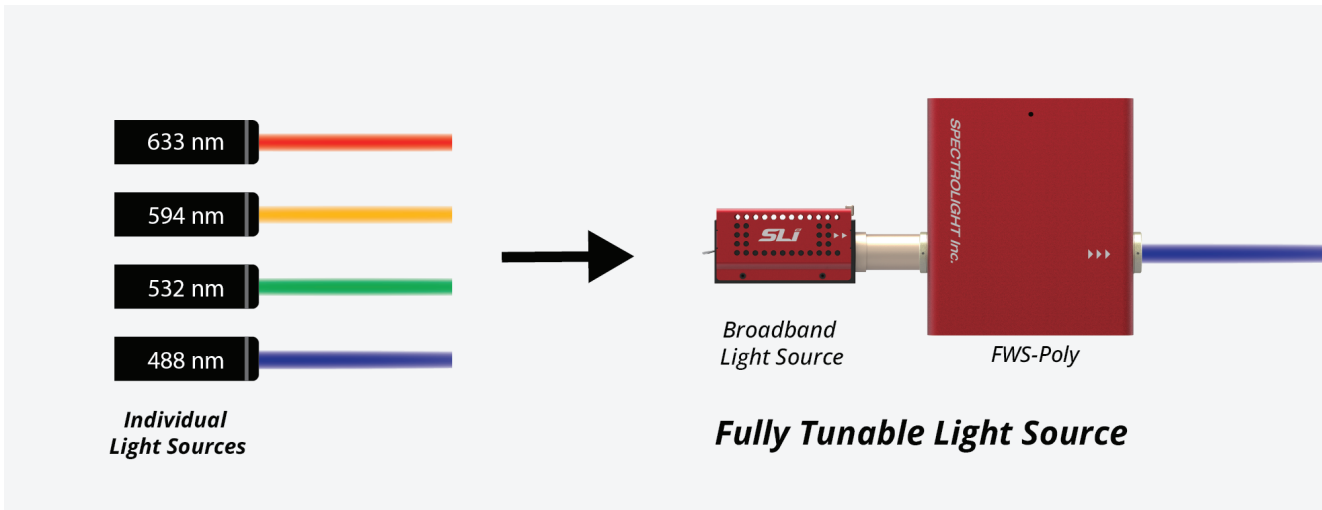 633 nm
594 nm
532 nm
488 nm
Individual
Light Sources
SLi
Broadband
Light Source
SPECTROLIGHT Inc.
FWS-Poly
Fully Tunable Light Source